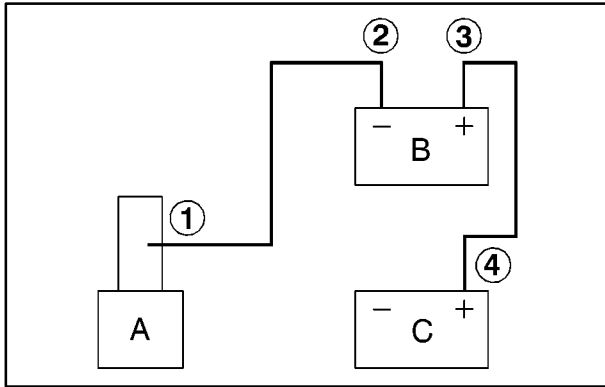 ② ③
− +
B
①
④
A
− +
C